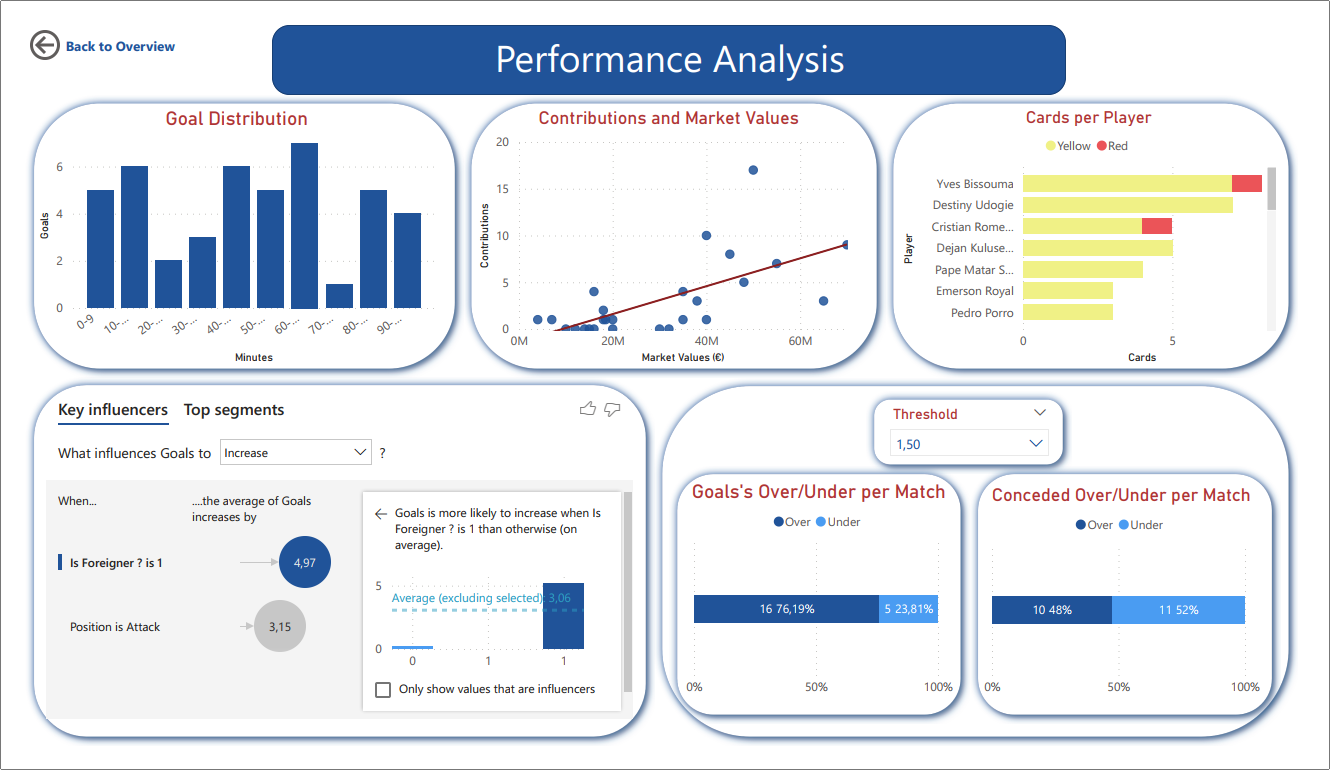 Back to Overview
Performance Analysis
Goal Distribution
Goals
6
4
2
0
0-9
10-...
20-...
30-...
40-...
50-...
60-...
70-...
80-...
90-...
Minutes
Contributions and Market Values
Contributions
20
15
10
5
0
0M
20M
40M
60M
Market Values (€)
Cards per Player
Yellow
Red
Player
Yves Bissouma
Destiny Udogie
Cristian Rome...
Dejan Kuluse...
Pape Matar S...
Emerson Royal
Pedro Porro
0
5
Cards
Key influencers
Top segments
What influences Goals to
Increase
?
When...
....the average of Goals
increases by
Is Foreigner ? is 1
4,97
Position is Attack
3,15
Goals is more likely to increase when Is
Foreigner ? is 1 than otherwise (on
average).
5
Average (excluding selected): 3,06
0
0
1
1
Only show values that are influencers
Threshold
1,50
Goals's Over/Under per Match
Over
Under
16 76,19%
5 23,81%
0%
50%
100%
Conceded Over/Under per Match
Over
Under
10 48%
11 52%
0%
50%
100%